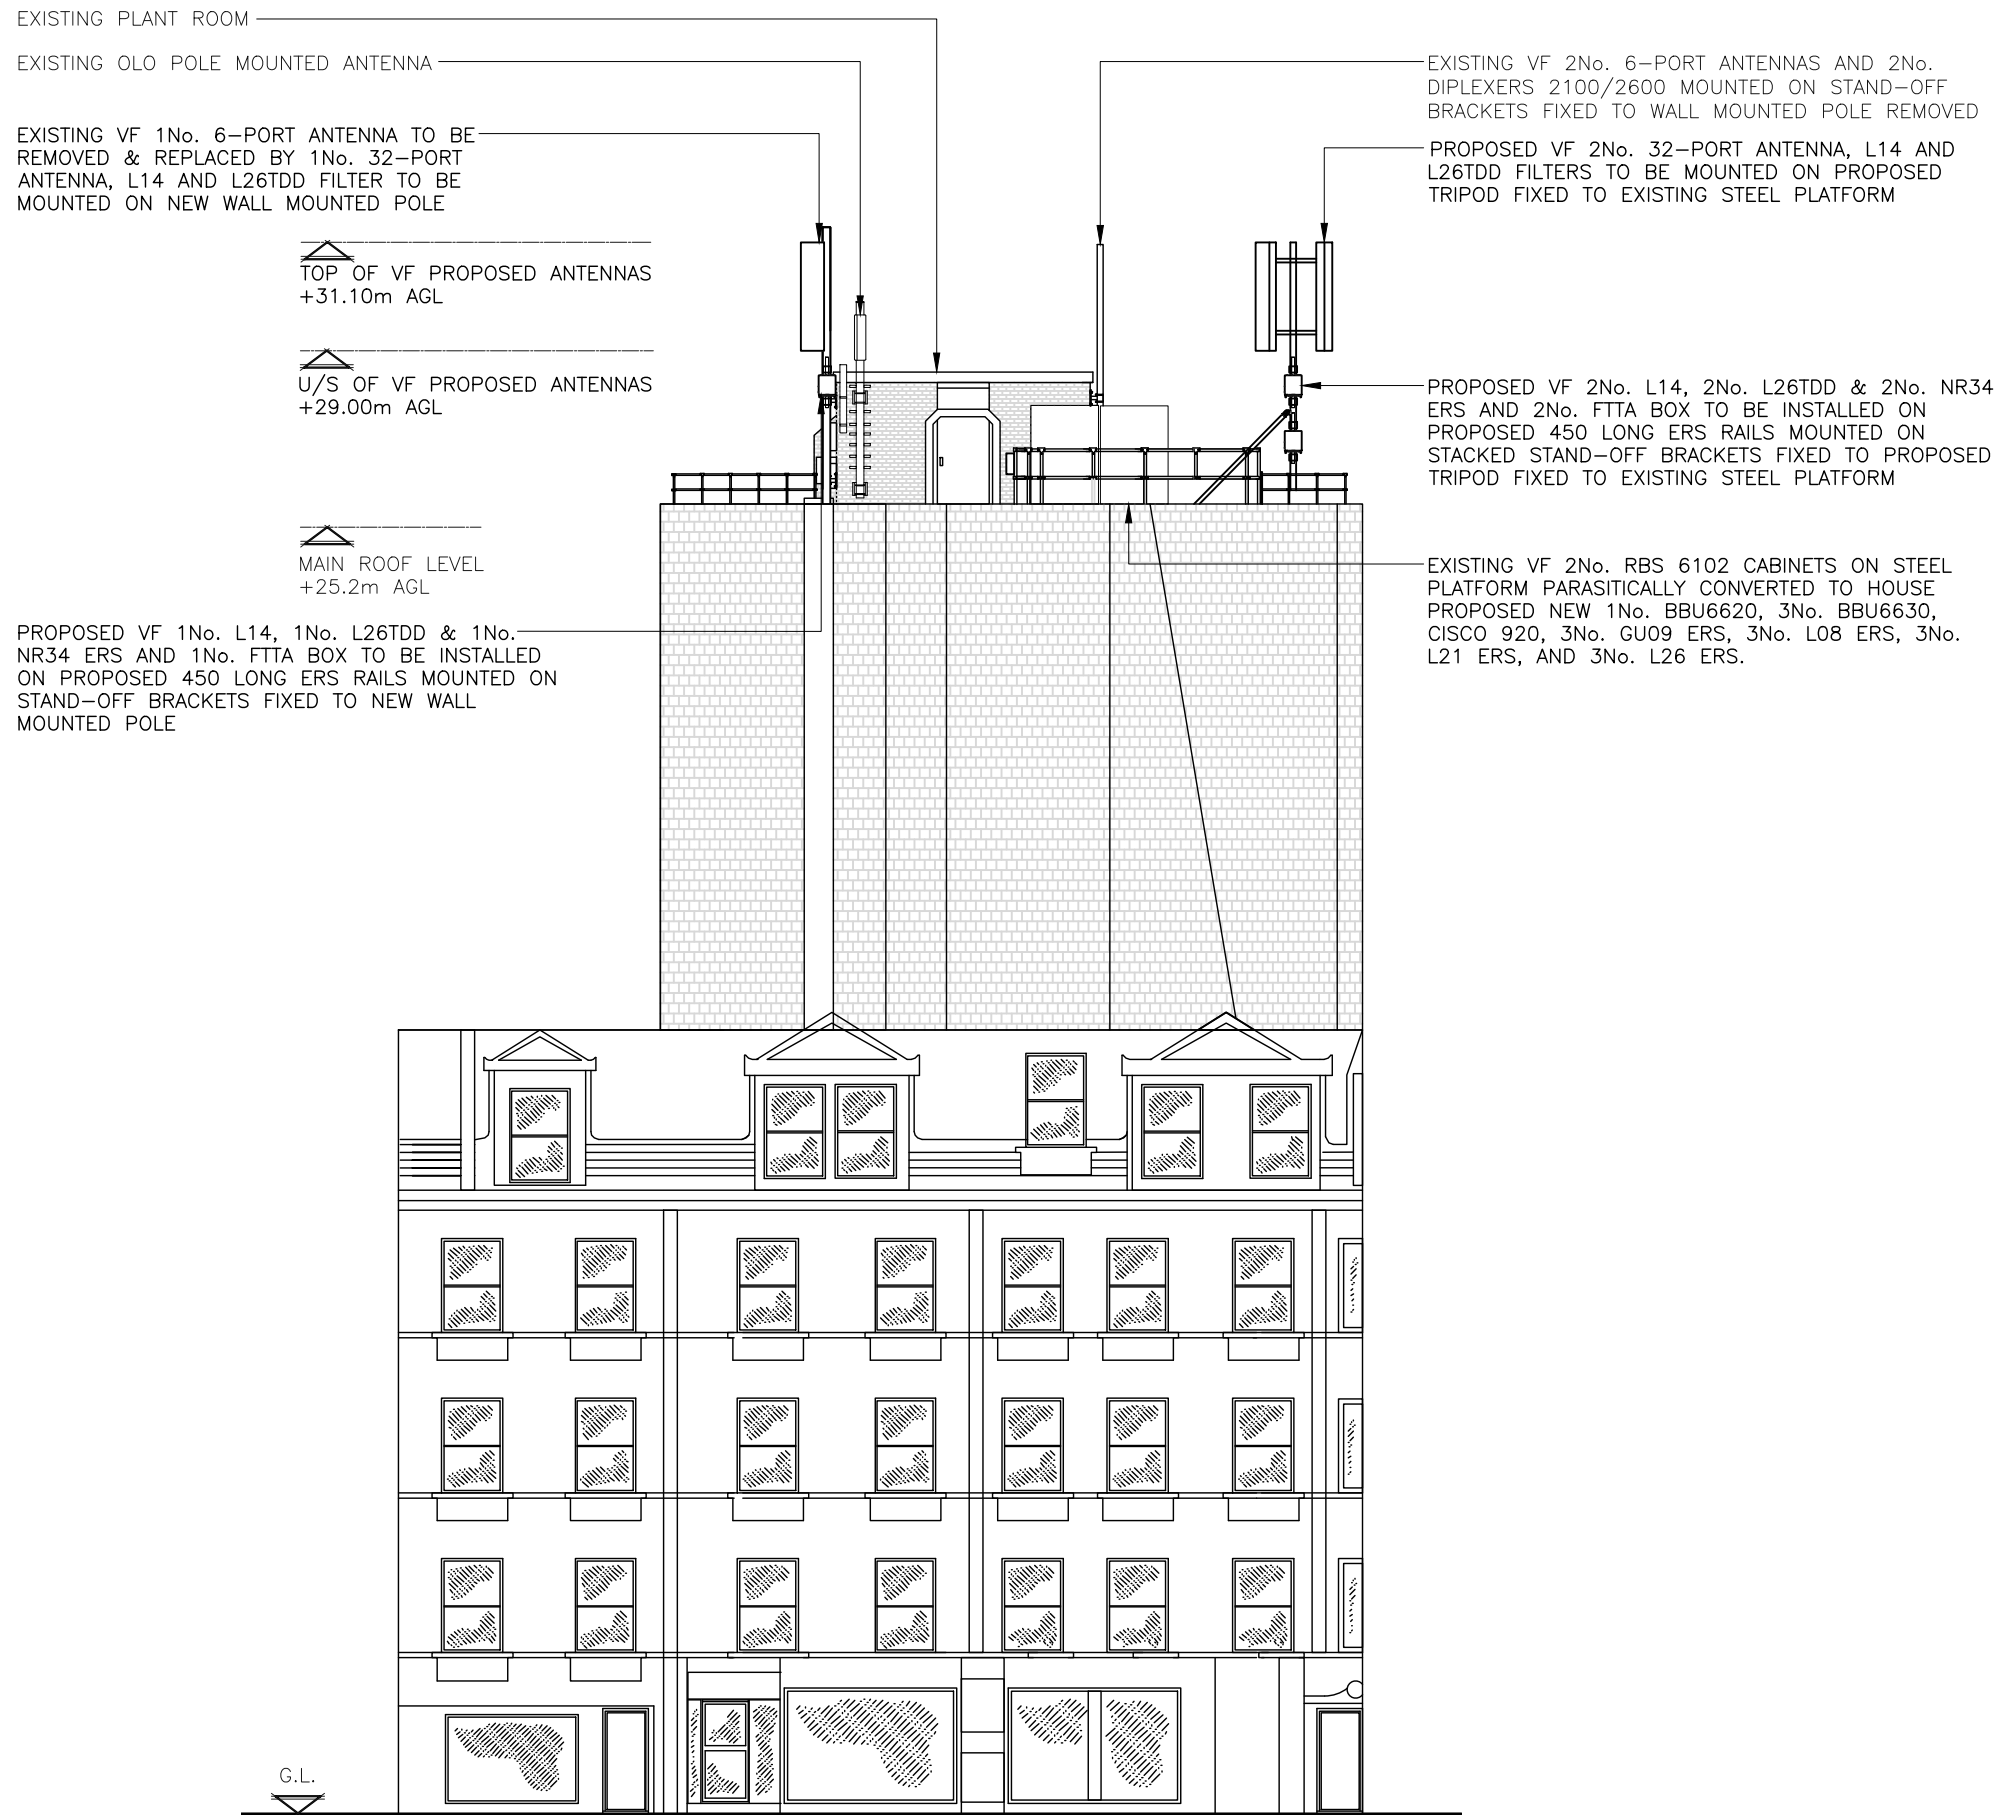 EXISTING PLANT ROOM
EXISTING OLO POLE MOUNTED ANTENNA
EXISTING VF 1No. 6-PORT ANTENNA TO BE
REMOVED & REPLACED BY 1No. 32-PORT
ANTENNA, L14 AND L26TDD FILTER TO BE
MOUNTED ON NEW WALL MOUNTED POLE
TOP OF VF PROPOSED ANTENNAS
+31.10m AGL
U/S OF VF PROPOSED ANTENNAS
+29.00m AGL
MAIN ROOF LEVEL
+25.2m AGL
PROPOSED VF 1No. L14, 1No. L26TDD & 1No.
NR34 ERS AND 1No. FTTA BOX TO BE INSTALLED
ON PROPOSED 450 LONG ERS RAILS MOUNTED ON
STAND-OFF BRACKETS FIXED TO NEW WALL
MOUNTED POLE
EXISTING VF 2No. 6-PORT ANTENNAS AND 2No.
DIPLEXERS 2100/2600 MOUNTED ON STAND-OFF
BRACKETS FIXED TO WALL MOUNTED POLE REMOVED
PROPOSED VF 2No. 32-PORT ANTENNA, L14 AND
L26TDD FILTERS TO BE MOUNTED ON PROPOSED
TRIPOD FIXED TO EXISTING STEEL PLATFORM
PROPOSED VF 2No. L14, 2No. L26TDD & 2No. NR34
ERS AND 2No. FTTA BOX TO BE INSTALLED ON
PROPOSED 450 LONG ERS RAILS MOUNTED ON
STACKED STAND-OFF BRACKETS FIXED TO PROPOSED
TRIPOD FIXED TO EXISTING STEEL PLATFORM
EXISTING VF 2No. RBS 6102 CABINETS ON STEEL
PLATFORM PARASITICALLY CONVERTED TO HOUSE
PROPOSED NEW 1No. BBU6620, 3No. BBU6630,
CISCO 920, 3No. GU09 ERS, 3No. L08 ERS, 3No.
L21 ERS, AND 3No. L26 ERS.
G.L.